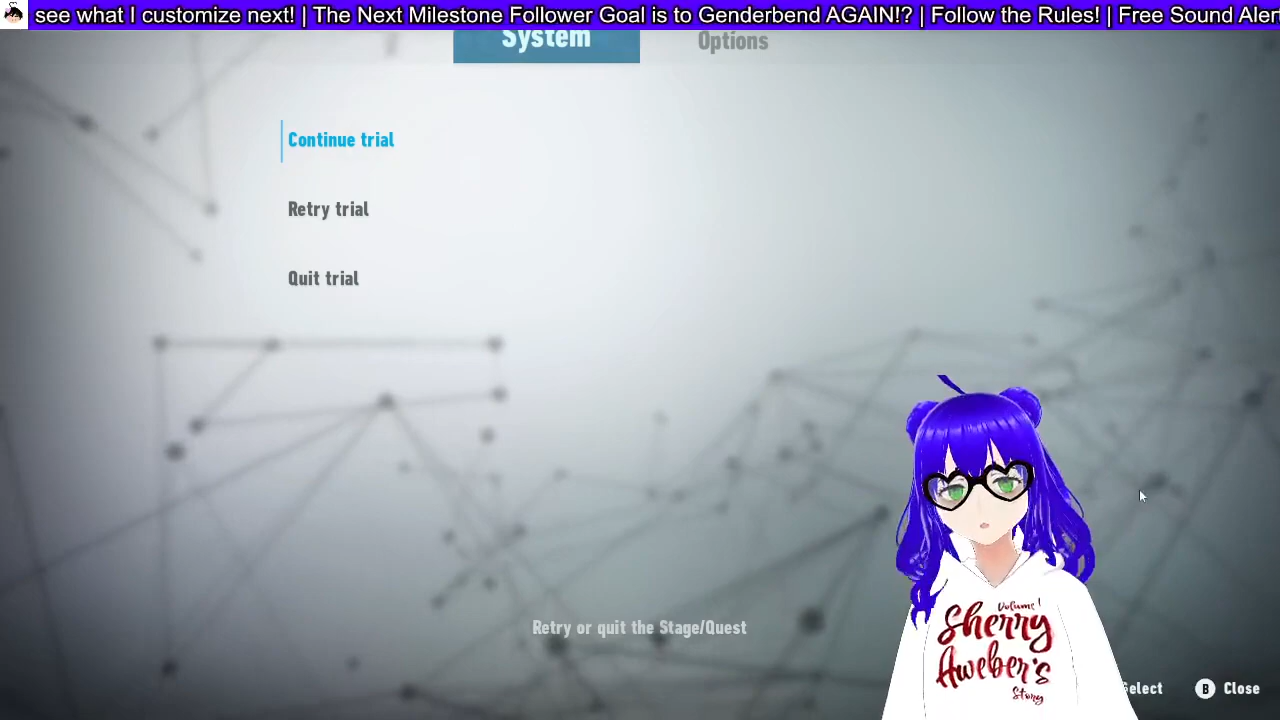 see what I customize next! | The Next Milestone Follower Goal is to Genderbend AGAIN!? | Follow the Rules! | Free Sound Aler
System
Options
Continue trial
Retry trial
Quit trial
Retry or quit the Stage/Quest
Volume 1
Sherry
Aweber's
Story
Select
B Close